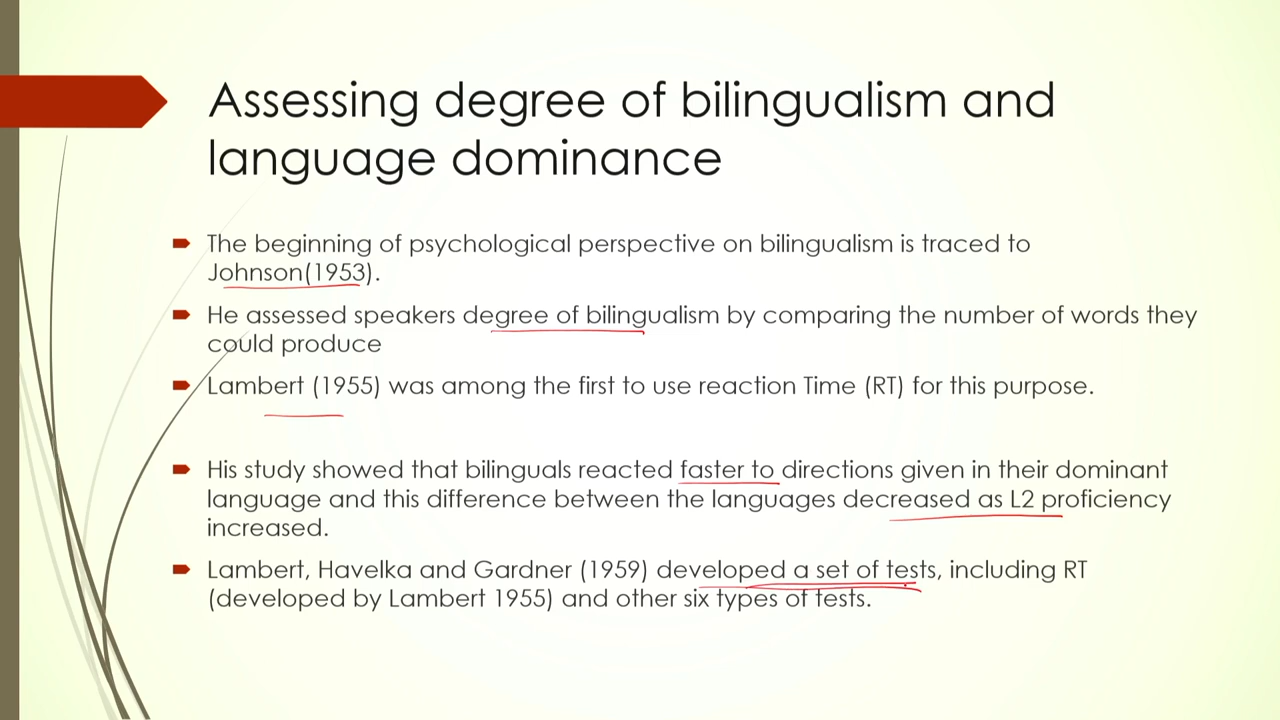 Assessing degree of bilingualism and
language dominance
The beginning of psychological perspective on bilingualism is traced to
Johnson(1953).
He assessed speakers degree of bilingualism by comparing the number of words they
could produce
Lambert (1955) was among the first to use reaction Time (RT) for this purpose.
His study showed that bilinguals reacted faster to directions given in their dominant
language and this difference between the languages decreased as L2 proficiency
increased.
Lambert, Havelka and Gardner (1959) developed a set of tests, including RT
(developed by Lambert 1955) and other six types of tests.